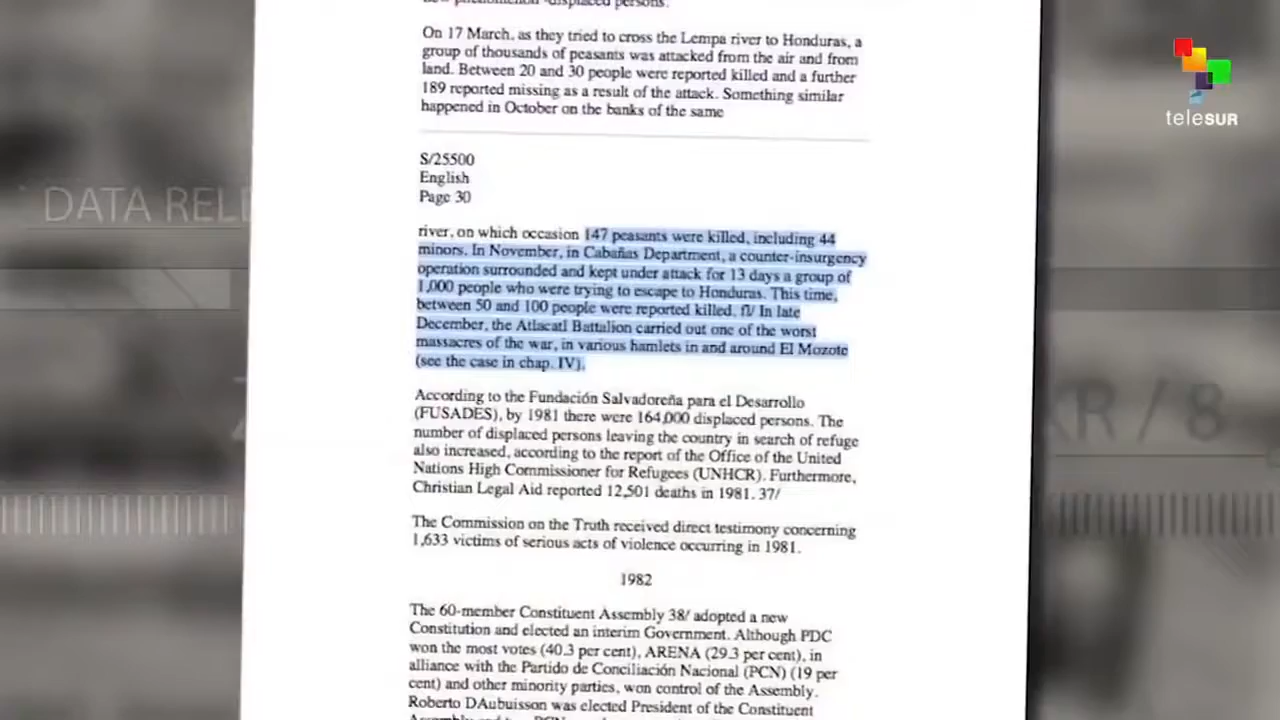 phenomenon -displaced persons.
On 17 March, as they tried to cross the Lempa river to Honduras, a
group of thousands of peasants was attacked from the air and from
land. Between 20 and 30 people were reported killed and a further
189 reported missing as a result of the attack. Something similar
happened in October on the banks of the same
S/25500
English
Page 30
river, on which occasion 147 peasants were killed, including 44
minors. In November, in Cabañas Department, a counter-insurgency
operation surrounded and kept under attack for 13 days a group of
1,000 people who were trying to escape to Honduras. This time,
between 50 and 100 people were reported killed. In late
December, the Atlacatl Battalion carried out one of the worst
massacres of the war, in various hamlets in and around El Mozote
(see the case in chap. IV).
According to the Fundación Salvadoreña para el Desarrollo
(FUSADES), by 1981 there were 164,000 displaced persons. The
number of displaced persons leaving the country in search of refuge
also increased, according to the report of the Office of the United
Nations High Commissioner for Refugees (UNHCR). Furthermore,
Christian Legal Aid reported 12,501 deaths in 1981. 37/
The Commission on the Truth received direct testimony concerning
1,633 victims of serious acts of violence occurring in 1981.
1982
The 60-member Constituent Assembly 38/ adopted a new
Constitution and elected an interim Government. Although PDC
won the most votes (40.3 per cent), ARENA (29.3 per cent), in
alliance with the Partido de Conciliación Nacional (PCN) (19 per
cent) and other minority parties, won control of the Assembly.
Roberto DAubuisson was elected President of the Constituent
teleSUR
DATA REL
KR / 8